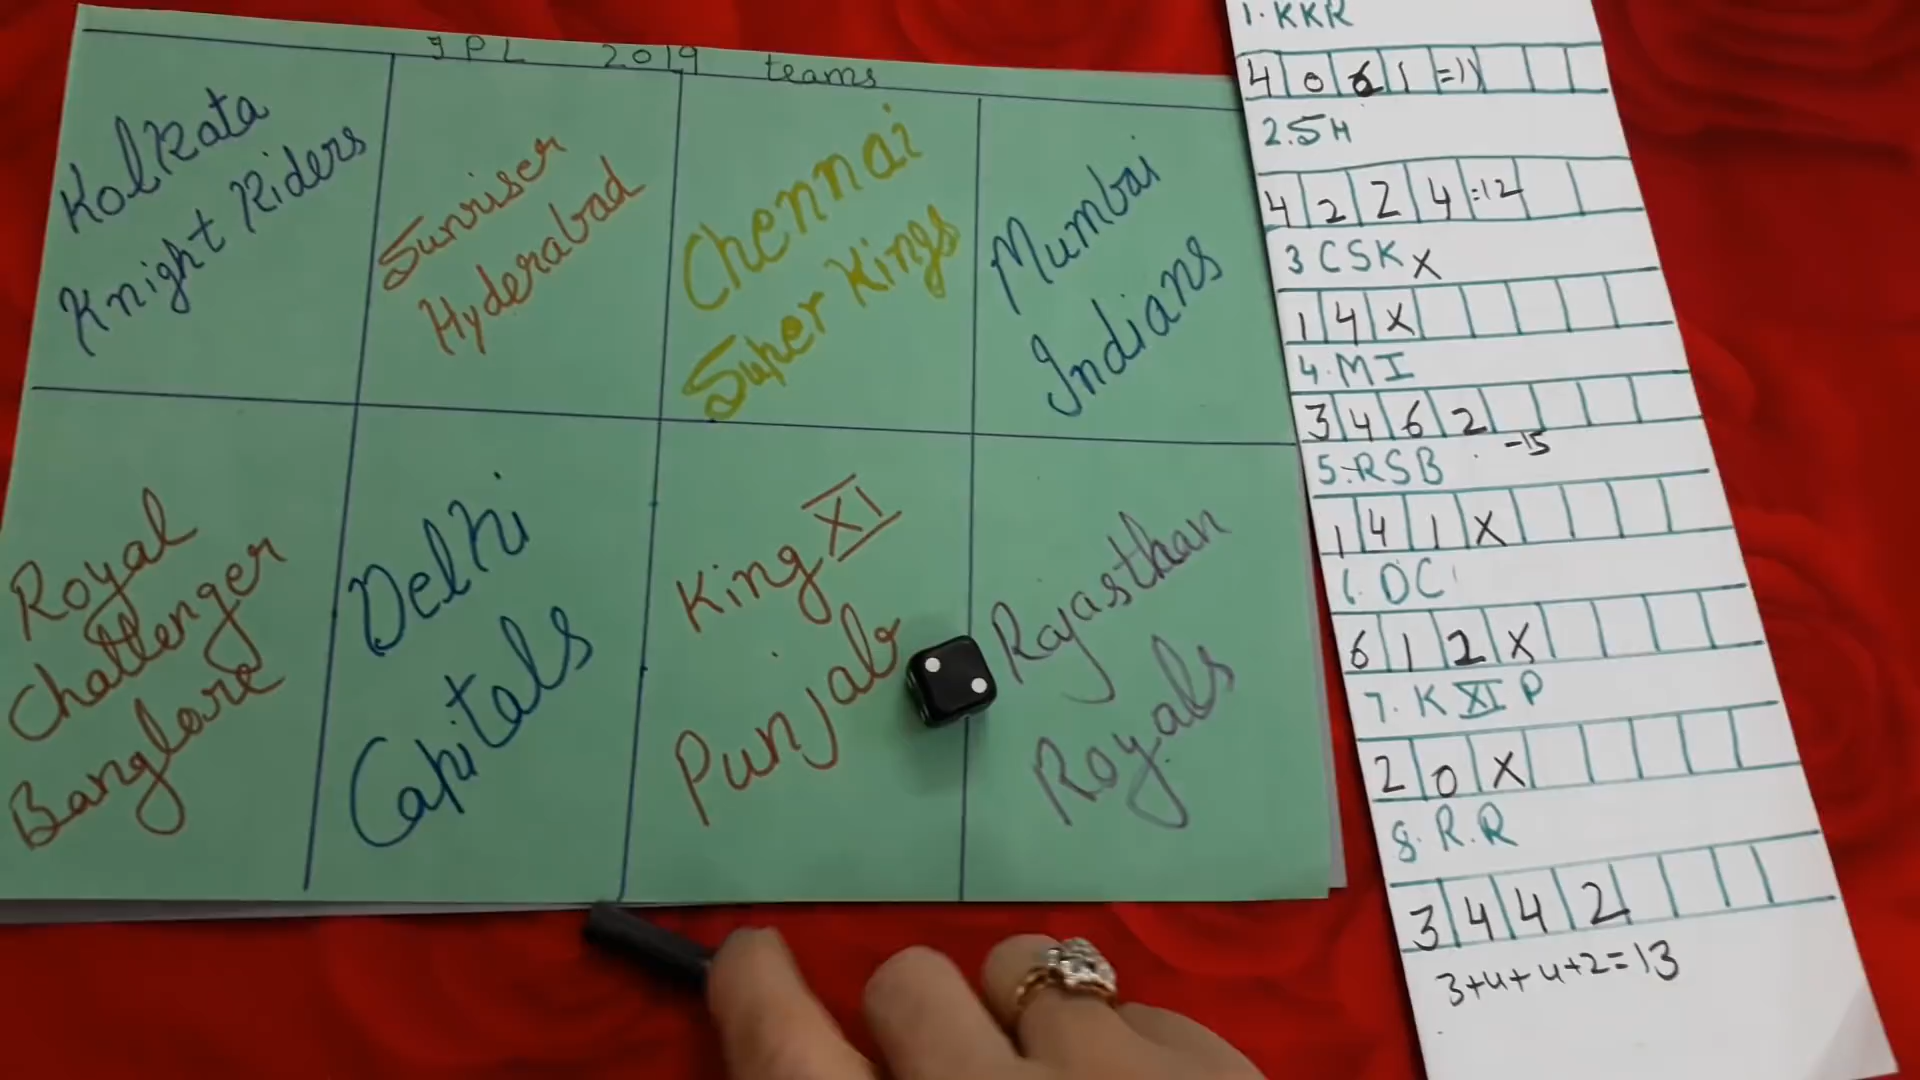 IPL 2019 teams
Kolkata
Knight Riders
Sunriser
Hyderabad
Chennai
Super Kings
Mumbai
Indians
Royal
Challenger
Banglore
Delhi
Capitals
King XI
Punjab
Rajasthan
Royals
1. KKR
4 0 6 1 =11
2. SH
4 2 2 4 =12
3 CSK X
1 4 X
4. MI
3 4 6 2
-15
5. RSB
1 4 1 X
6. DC
6 1 2 X
7. K XI P
2 0 X
8. R.R
3 4 4 2
3+4+4+2=13